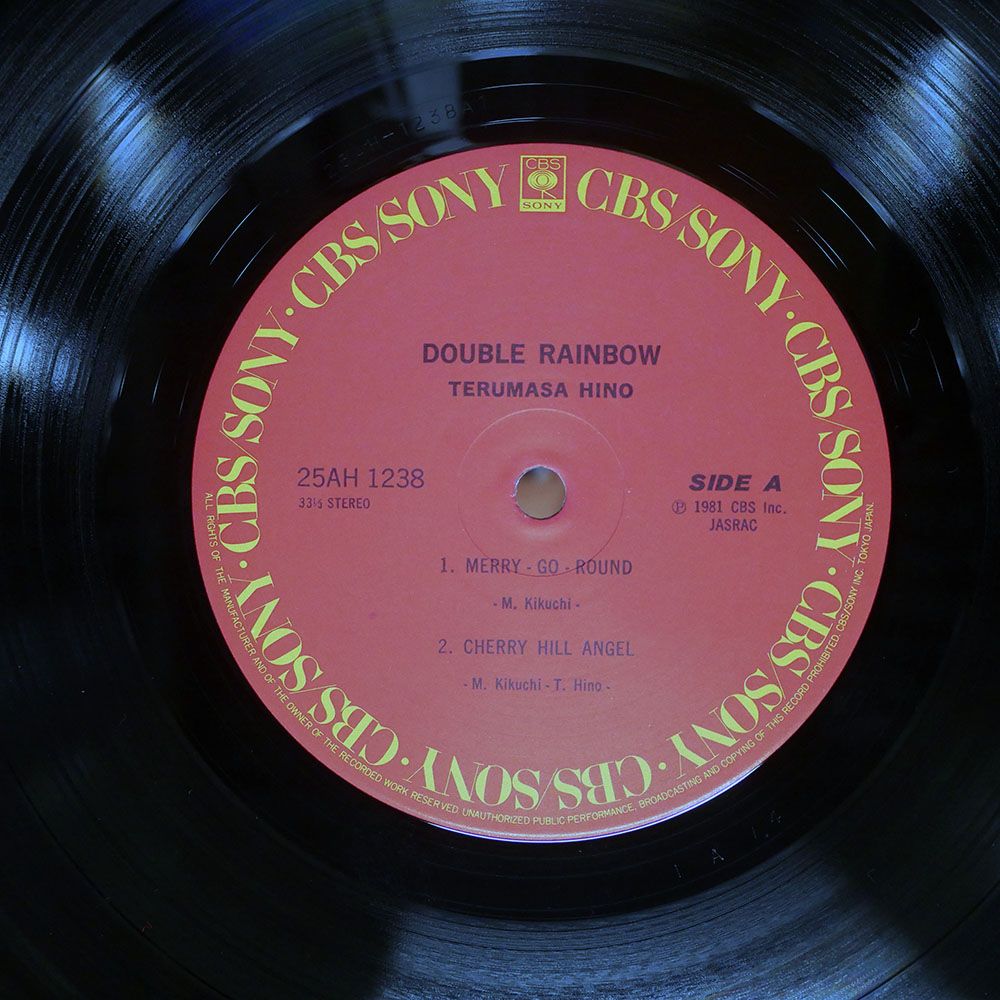 CBS
SONY
CBS/SONY · CBS/SONY · CBS/SONY · CBS/SONY · CBS/SONY · CBS/SONY · CBS/SONY · CBS/SONY · CBS/SONY
DOUBLE RAINBOW
TERUMASA HINO
25AH 1238
33⅓ STEREO
SIDE A
Ⓟ 1981 CBS Inc.
JASRAC
1. MERRY - GO - ROUND
- M. Kikuchi -
2. CHERRY HILL ANGEL
- M. Kikuchi - T. Hino -
ALL RIGHTS OF THE MANUFACTURER AND OF THE OWNER OF THE RECORDED WORK RESERVED. UNAUTHORIZED PUBLIC PERFORMANCE, BROADCASTING AND COPYING OF THIS RECORD PROHIBITED. CBS/SONY INC. TOKYO JAPAN.